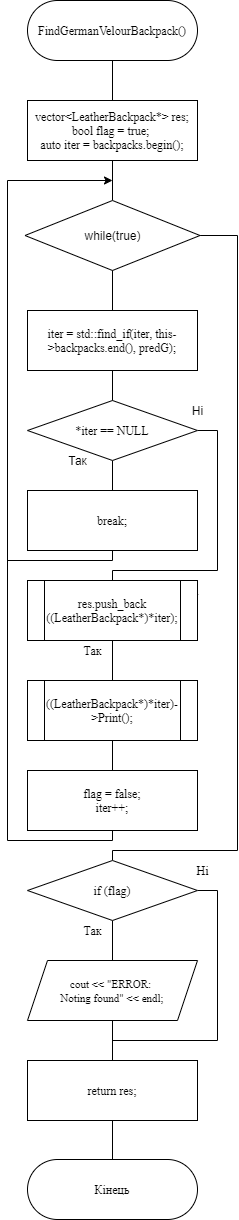 FindGermanVelourBackpack()
vector<LeatherBackpack*> res;
bool flag = true;
auto iter = backpacks.begin();
while(true)
iter = std::find_if(iter, this-
>backpacks.end(), predG);
Ні
*iter == NULL
Так
break;
res.push_back
((LeatherBackpack*)*iter);
Так
((LeatherBackpack*)*iter)-
>Print();
flag = false;
iter++;
Ні
if (flag)
Так
cout << "ERROR:
Noting found" << endl;
return res;
Кінець